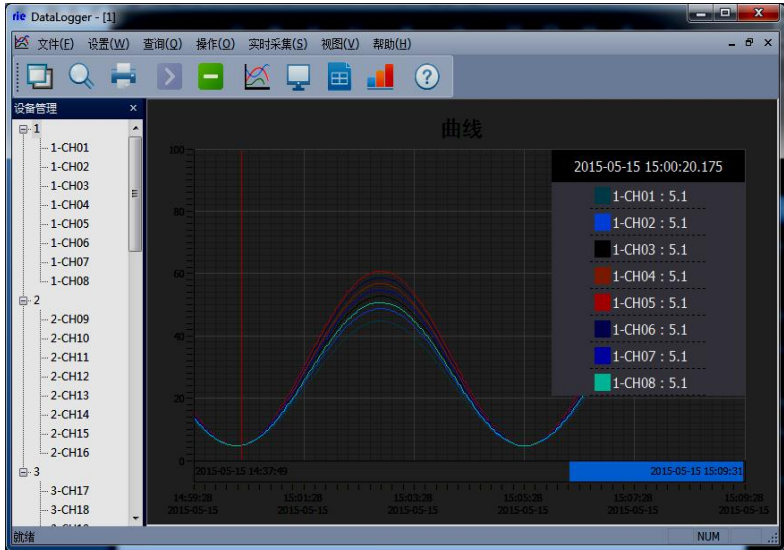 rie DataLogger - [1]
文件(F) 设置(W) 查询(Q) 操作(O) 实时采集(S) 视图(V) 帮助(H)
设备管理
1
1-CH01
1-CH02
1-CH03
1-CH04
1-CH05
1-CH06
1-CH07
1-CH08
2
2-CH09
2-CH10
2-CH11
2-CH12
2-CH13
2-CH14
2-CH15
2-CH16
3
3-CH17
3-CH18
曲线
100
80
60
40
20
0
2015-05-15 15:00:20.175
1-CH01 : 5.1
1-CH02 : 5.1
1-CH03 : 5.1
1-CH04 : 5.1
1-CH05 : 5.1
1-CH06 : 5.1
1-CH07 : 5.1
1-CH08 : 5.1
2015-05-15 14:37:49
2015-05-15 15:09:31
14:59:28 15:01:28 15:03:28 15:05:28 15:07:28 15:09:28
2015-05-15 2015-05-15 2015-05-15 2015-05-15 2015-05-15 2015-05-15
就绪
NUM